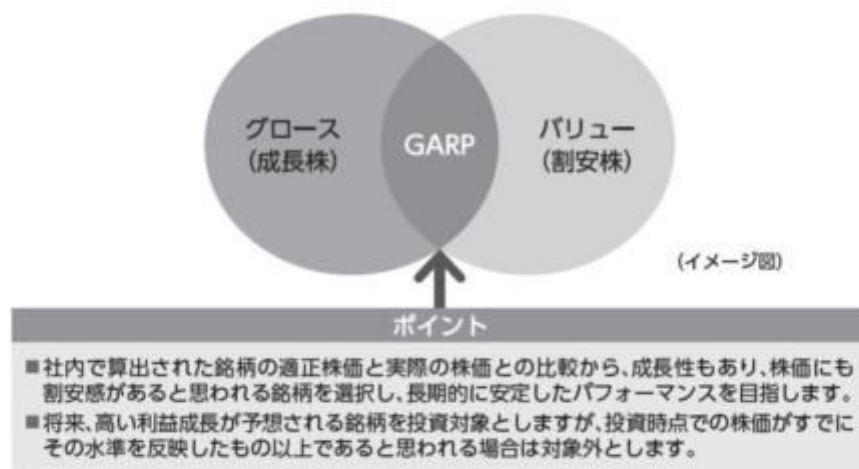 グロース
(成長株)
GARP
バリュー
(割安株)
(イメージ図)
ポイント
■社内で算出された銘柄の適正株価と実際の株価との比較から、成長性もあり、株価にも
割安感があると思われる銘柄を選択し、長期的に安定したパフォーマンスを目指します。
■将来、高い利益成長が予想される銘柄を投資対象としますが、投資時点での株価がすでに
その水準を反映したもの以上であると思われる場合は対象外とします。